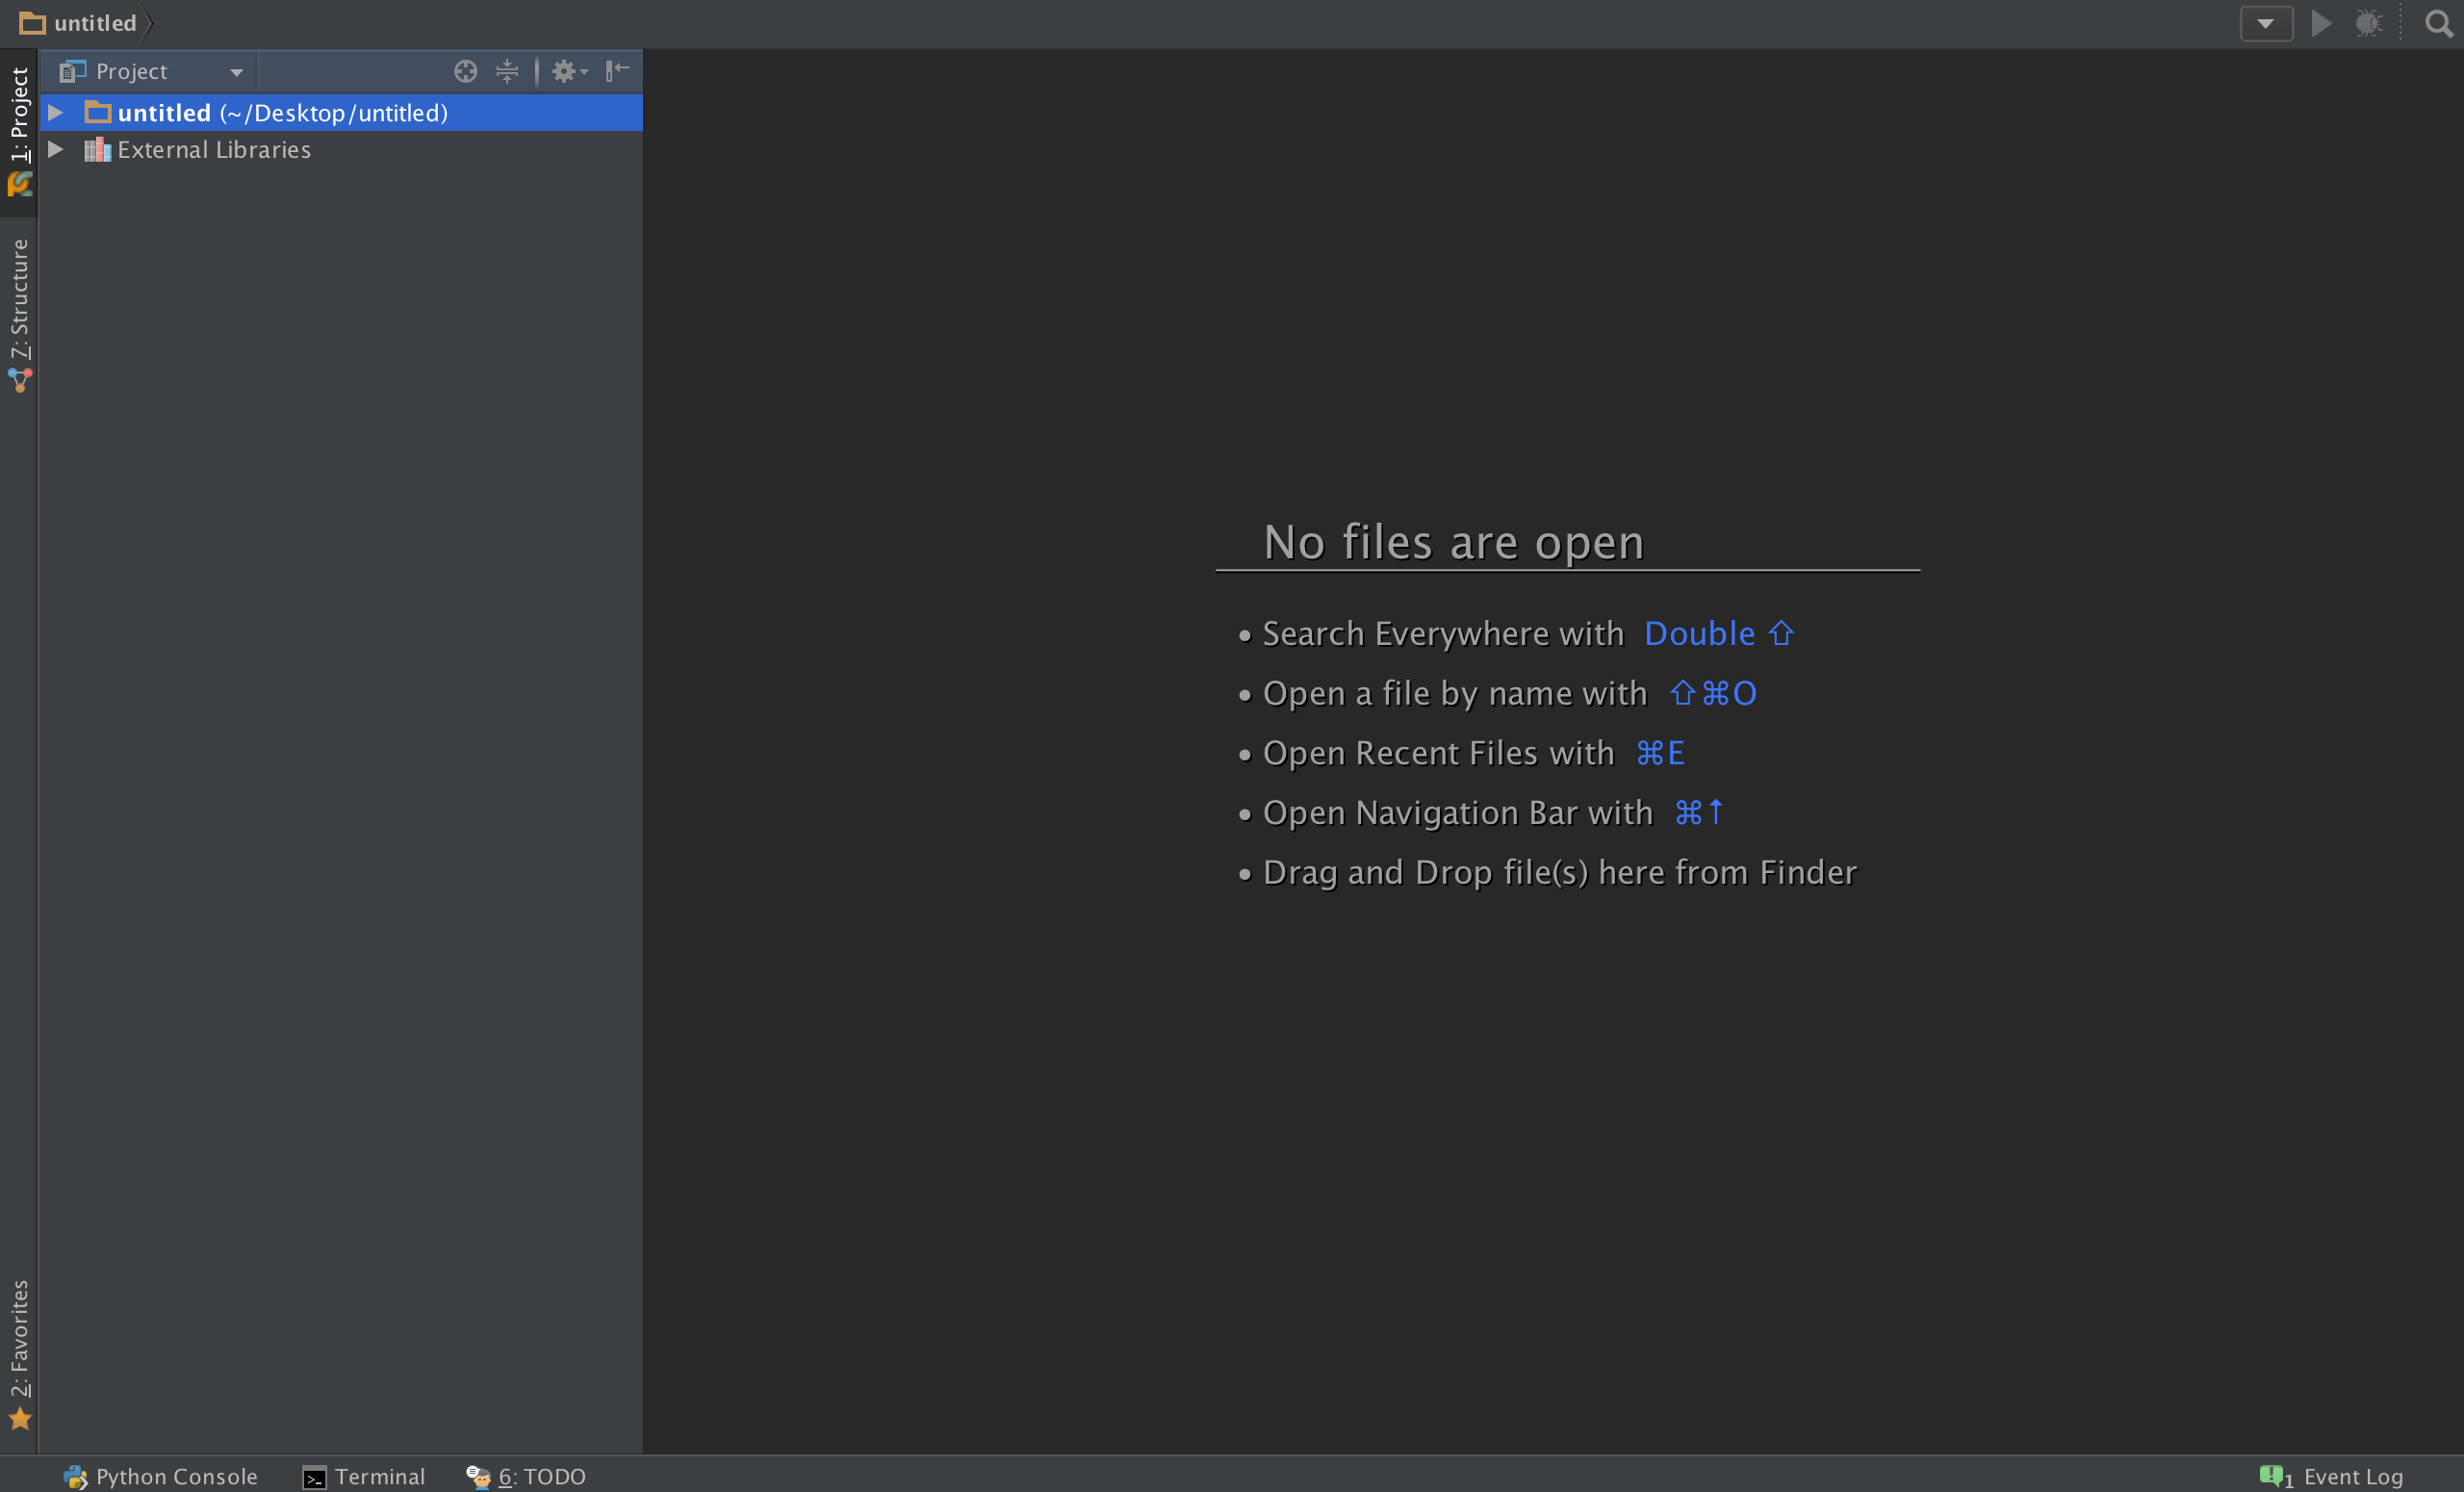 untitled
1: Project
Project
untitled (~/Desktop/untitled)
External Libraries
7: Structure
No files are open
• Search Everywhere with Double ⇧
• Open a file by name with ⇧⌘O
• Open Recent Files with ⌘E
• Open Navigation Bar with ⌘↑
• Drag and Drop file(s) here from Finder
2: Favorites
Python Console
Terminal
6: TODO
1 Event Log